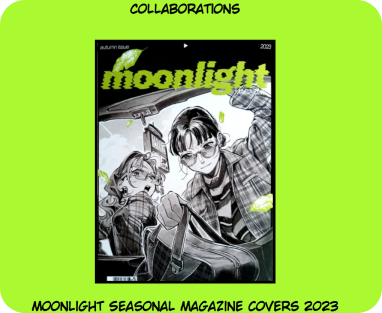 COLLABORATIONS
autumn issue
2023
moonlight
MOONLIGHT SEASONAL MAGAZINE COVERS 2023